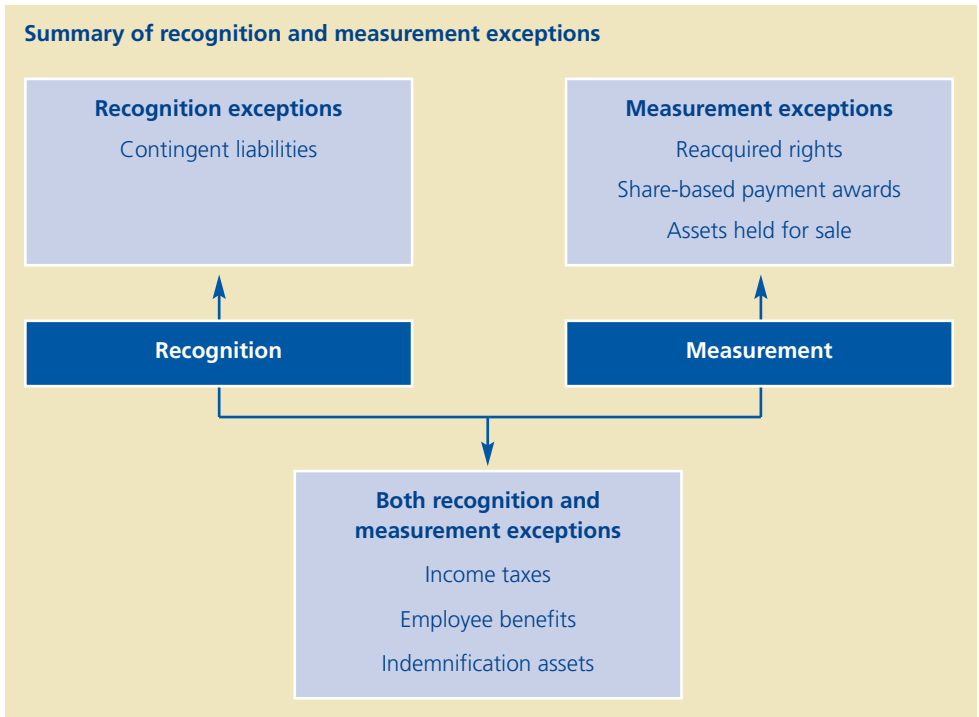 Summary of recognition and measurement exceptions
Recognition exceptions
Contingent liabilities
Measurement exceptions
Reacquired rights
Share-based payment awards
Assets held for sale
Recognition
Measurement
Both recognition and
measurement exceptions
Income taxes
Employee benefits
Indemnification assets